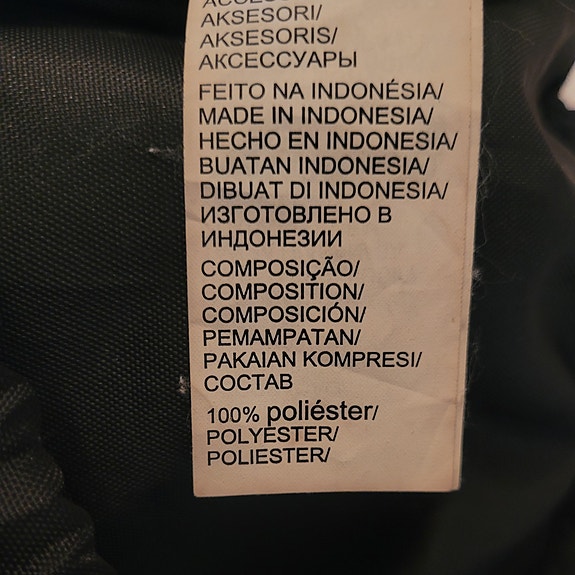 AKSESORI/
AKSESORIS/
АКСЕССУАРЫ
FEITO NA INDONÉSIA/
MADE IN INDONESIA/
HECHO EN INDONESIA/
BUATAN INDONESIA/
DIBUAT DI INDONESIA/
ИЗГОТОВЛЕНО В
ИНДОНЕЗИИ
COMPOSIÇÃO/
COMPOSITION/
COMPOSICIÓN/
PEMAMPATAN/
PAKAIAN KOMPRESI/
СОСТАВ
100% poliéster/
POLYESTER/
POLIESTER/